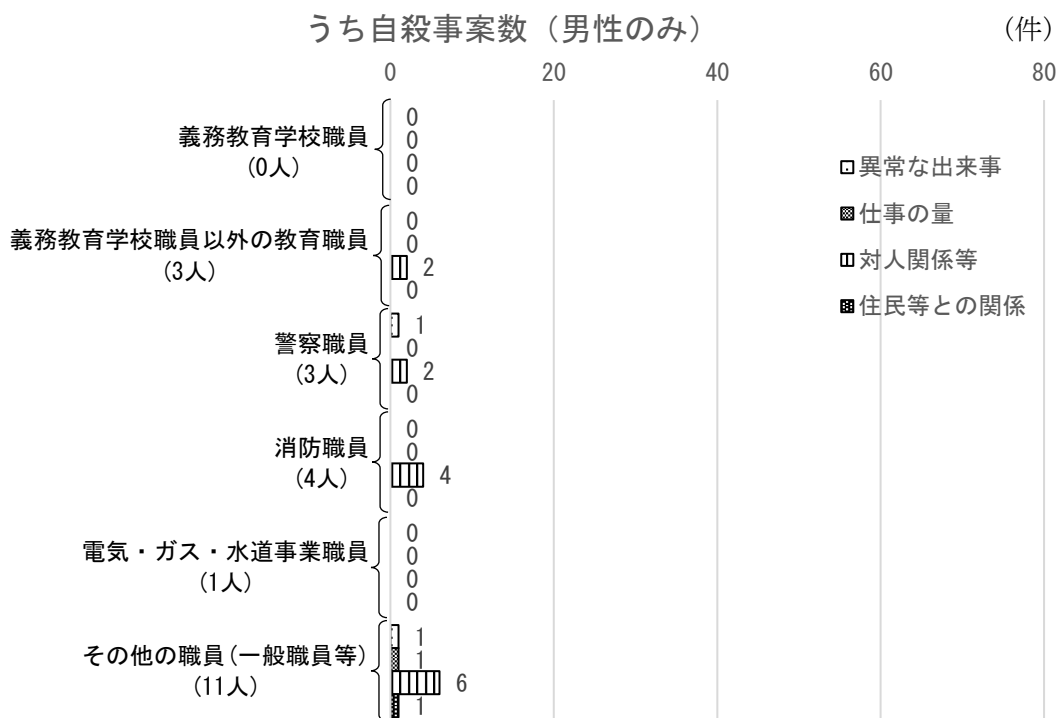 うち自殺事案数（男性のみ）
（件）
0 20 40 60 80
義務教育学校職員
(0人)
0
0
0
0
義務教育学校職員以外の教育職員
(3人)
0
0
2
0
警察職員
(3人)
1
0
2
0
消防職員
(4人)
0
0
4
0
電気・ガス・水道事業職員
(1人)
0
0
0
0
その他の職員(一般職員等)
(11人)
1
1
6
1
異常な出来事
仕事の量
対人関係等
住民等との関係